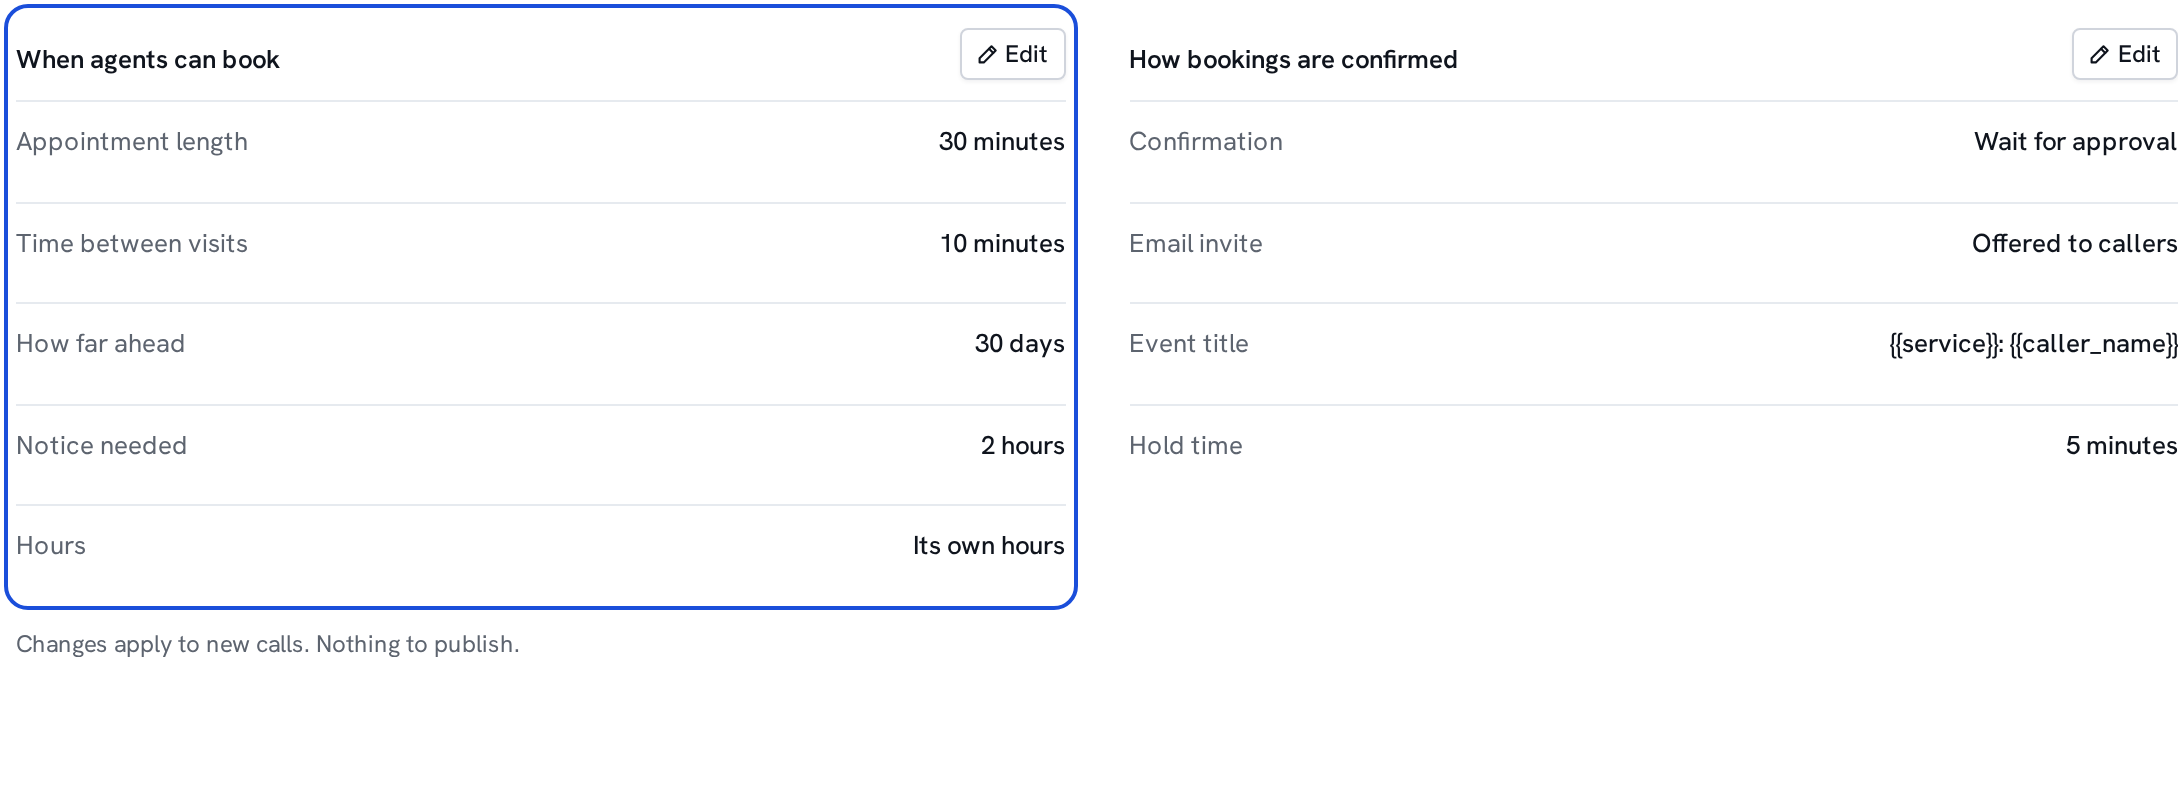 When agents can book
Edit
Appointment length
30 minutes
Time between visits
10 minutes
How far ahead
30 days
Notice needed
2 hours
Hours
Its own hours
Changes apply to new calls. Nothing to publish.
How bookings are confirmed
Edit
Confirmation
Wait for approval
Email invite
Offered to callers
Event title
{{service}}: {{caller_name}}
Hold time
5 minutes